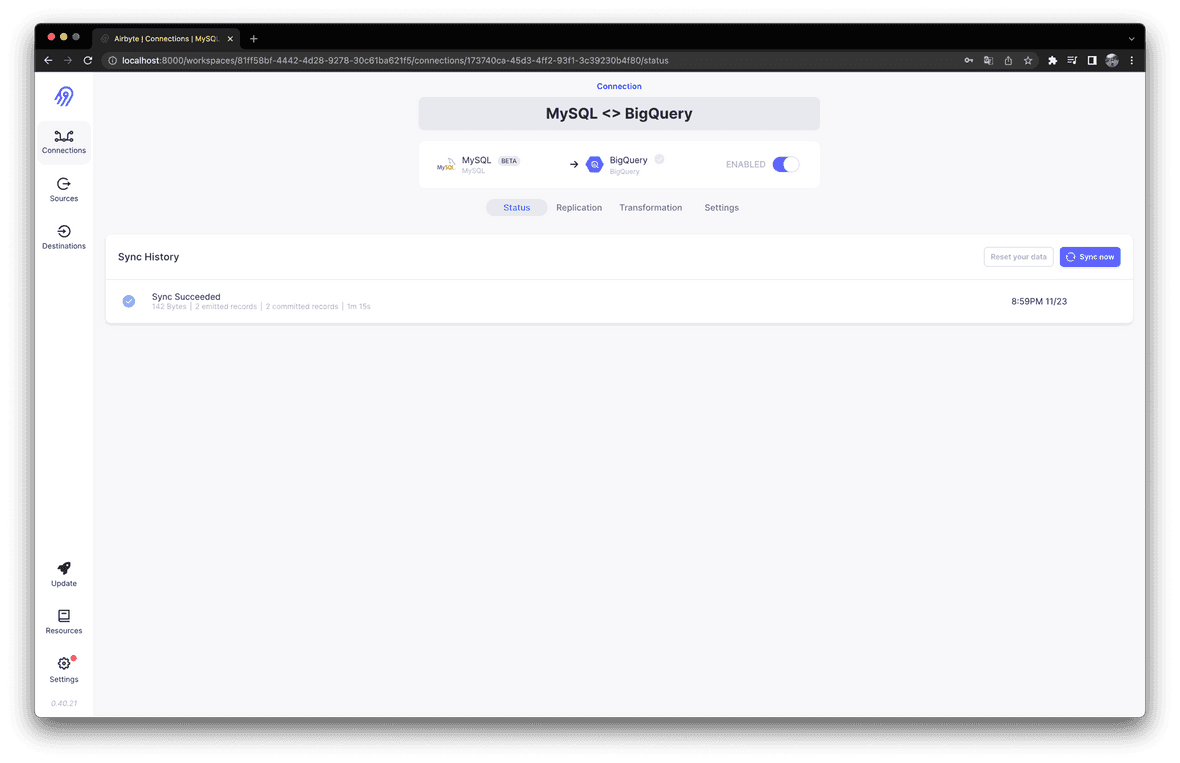 Airbyte | Connections | MySQL
localhost:8000/workspaces/81ff58bf-4442-4d28-9278-30c61ba621f5/connections/173740ca-45d3-4ff2-93f1-3c39230b4f80/status
Connection
MySQL <> BigQuery
MySQL
MySQL BETA
MySQL
BigQuery
BigQuery
ENABLED
Status Replication Transformation Settings
Sync History
Reset your data
Sync now
Sync Succeeded
142 Bytes | 2 emitted records | 2 committed records | 1m 15s
8:59PM 11/23
Connections
Sources
Destinations
Update
Resources
Settings
0.40.21